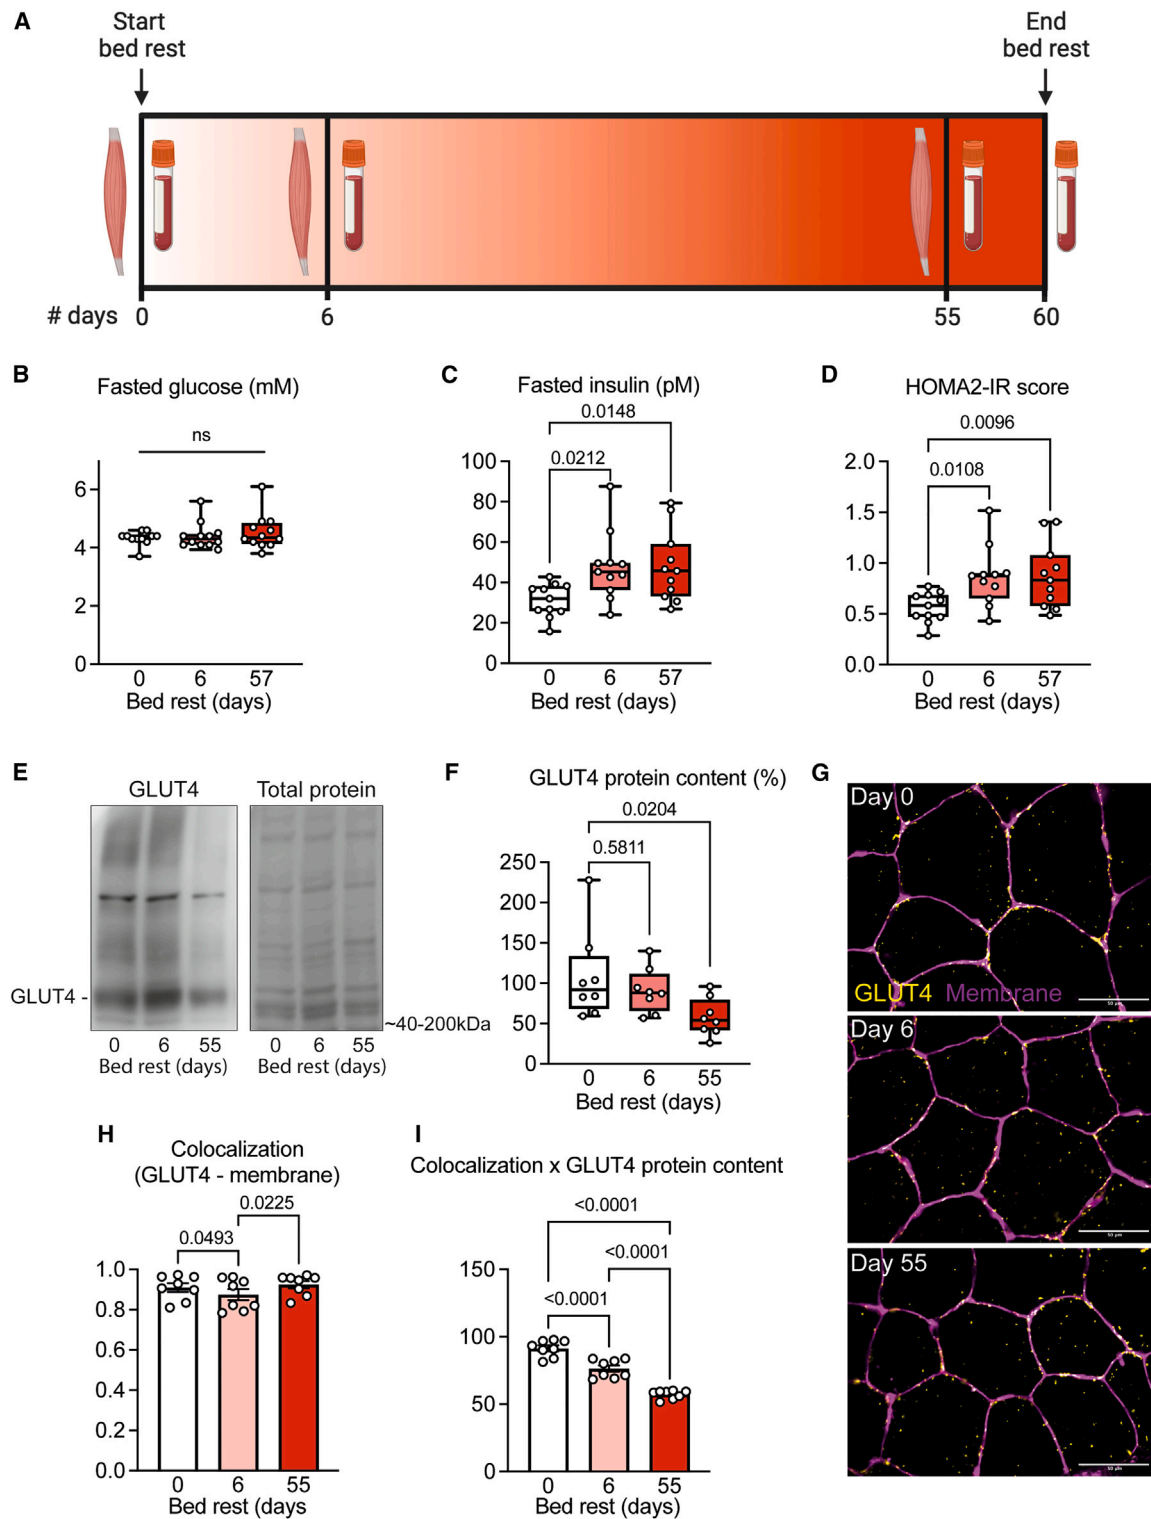 A
Start
bed rest
End
bed rest
# days
0
6
55
60
B
Fasted glucose (mM)
ns
6
4
2
0
0
6
57
Bed rest (days)
C
Fasted insulin (pM)
0.0148
0.0212
100
80
60
40
20
0
0
6
57
Bed rest (days)
D
HOMA2-IR score
0.0096
0.0108
2.0
1.5
1.0
0.5
0.0
0
6
57
Bed rest (days)
E
GLUT4
Total protein
GLUT4 -
~40-200kDa
0
6
55
Bed rest (days)
0
6
55
Bed rest (days)
F
GLUT4 protein content (%)
0.0204
0.5811
250
200
150
100
50
0
0
6
55
Bed rest (days)
G
Day 0
GLUT4 Membrane
50 µm
Day 6
50 µm
Day 55
50 µm
H
Colocalization
(GLUT4 - membrane)
0.0225
0.0493
1.0
0.8
0.6
0.4
0.2
0.0
0
6
55
Bed rest (days
I
Colocalization x GLUT4 protein content
<0.0001
<0.0001
<0.0001
150
100
50
0
0
6
55
Bed rest (days